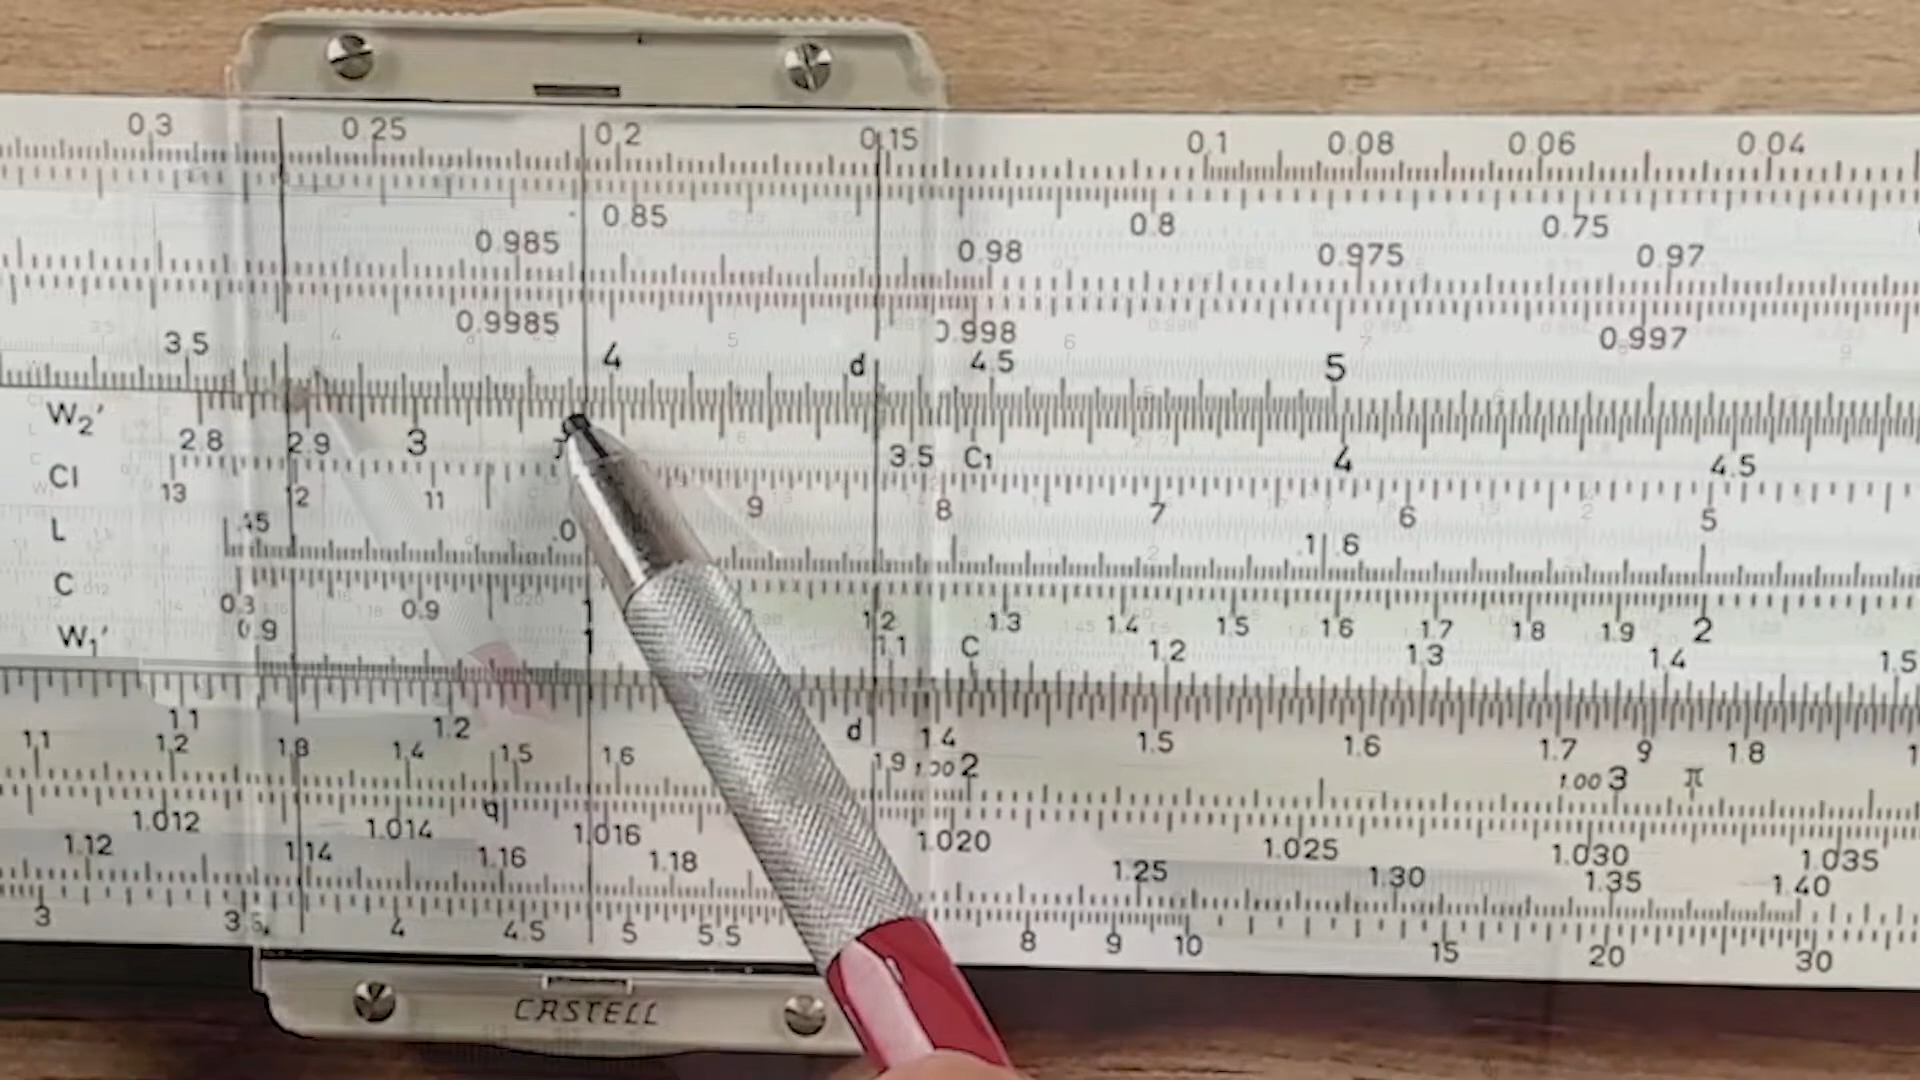 0.3 0.25 0.2 0.15 0.1 0.08 0.06 0.04
0.85 0.8 0.75
0.985 0.98 0.975 0.97
0.9985 0.998 0.997
3.5 4 d 4.5 5
W2' 2.8 2.9 3 3.5 C1 4 4.5
CI 13 12 11 9 8 7 6 5
L .45 .0 .1 .6
C 0.3 0.9 1 1.2 1.3 1.4 1.5 1.6 1.7 1.8 1.9 2
W1' 0.9 1 1.1 C 1.2 1.3 1.4 1.5
1.1 1.2 d 1.4 1.5 1.6 1.7 9 1.8
1.1 1.2 1.3 1.4 1.5 1.6 1.9 1.002 1.003 π
1.012 1.014 q 1.016 1.020 1.025 1.030 1.035
1.12 1.14 1.16 1.18 1.25 1.30 1.35 1.40
3 3.5 4 4.5 5 5.5 8 9 10 15 20 30
CASTELL